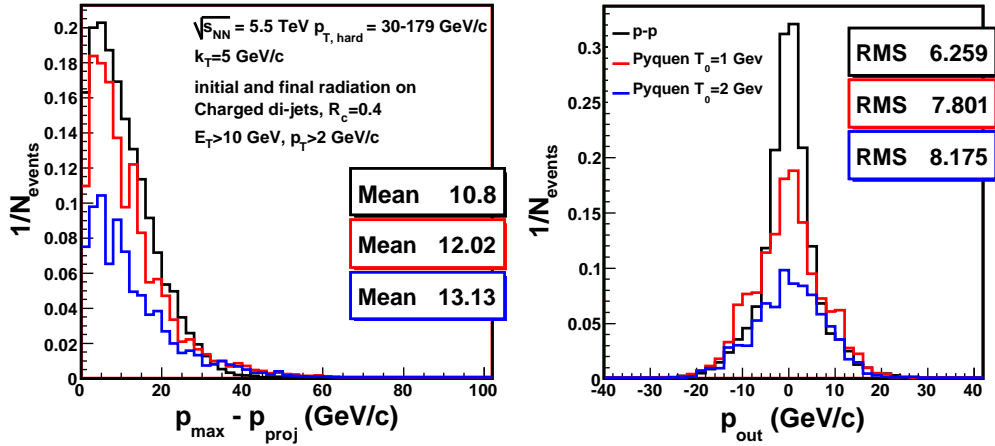 √s_NN = 5.5 TeV p_T, hard = 30-179 GeV/c
k_T=5 GeV/c
initial and final radiation on
Charged di-jets, R_c=0.4
E_T>10 GeV, p_T>2 GeV/c
Mean 10.8
Mean 12.02
Mean 13.13
1/N_events
0.2
0.18
0.16
0.14
0.12
0.1
0.08
0.06
0.04
0.02
0
0 20 40 60 80 100
p_max - p_proj (GeV/c)
p-p
Pyquen T_0=1 Gev
Pyquen T_0=2 Gev
RMS 6.259
RMS 7.801
RMS 8.175
1/N_events
0.3
0.25
0.2
0.15
0.1
0.05
0
-40 -30 -20 -10 0 10 20 30 40
p_out (GeV/c)